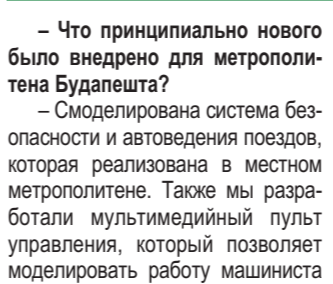 – Что принципиально нового
было внедрено для метрополи-
тена Будапешта?
– Смоделирована система без-
опасности и автоведения поездов,
которая реализована в местном
метрополитене. Также мы разра-
ботали мультимедийный пульт
управления, который позволяет
моделировать работу машиниста